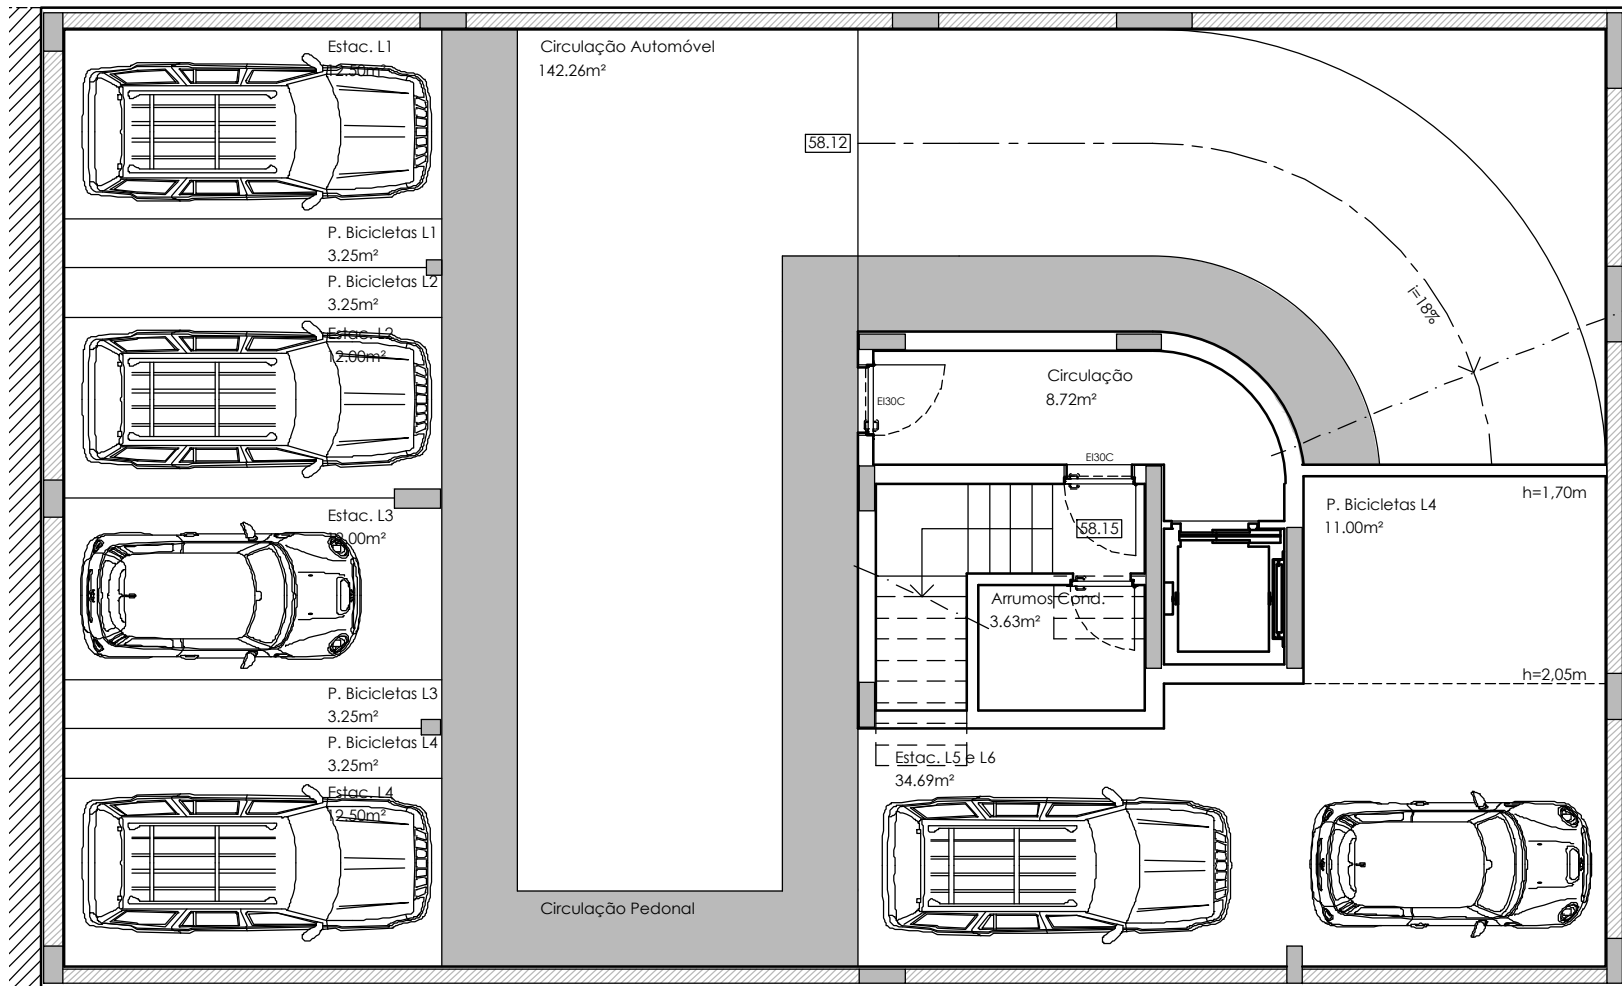 Estac. L1
12.50m²
Circulação Automóvel
142.26m²
58.12
P. Bicicletas L1
3.25m²
P. Bicicletas L2
3.25m²
Estac. L2
12.00m²
i=18%
Circulação
8.72m²
EI30C
EI30C
P. Bicicletas L4
11.00m²
h=1,70m
Estac. L3
12.00m²
58.15
Arrumos Cond.
3.63m²
h=2,05m
P. Bicicletas L3
3.25m²
P. Bicicletas L4
3.25m²
Estac. L4
12.50m²
Estac. L5 e L6
34.69m²
Circulação Pedonal